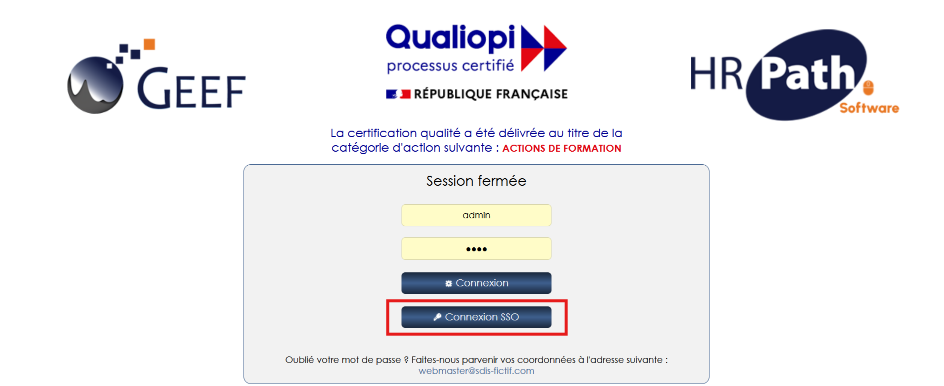 GEEF
Qualiopi
processus certifié
RÉPUBLIQUE FRANÇAISE
HR Path
Software
La certification qualité a été délivrée au titre de la
catégorie d'action suivante : ACTIONS DE FORMATION
Session fermée
admin
••••
Connexion
Connexion SSO
Oublié votre mot de passe ? Faites-nous parvenir vos coordonnées à l'adresse suivante :
webmaster@sdis-fictif.com